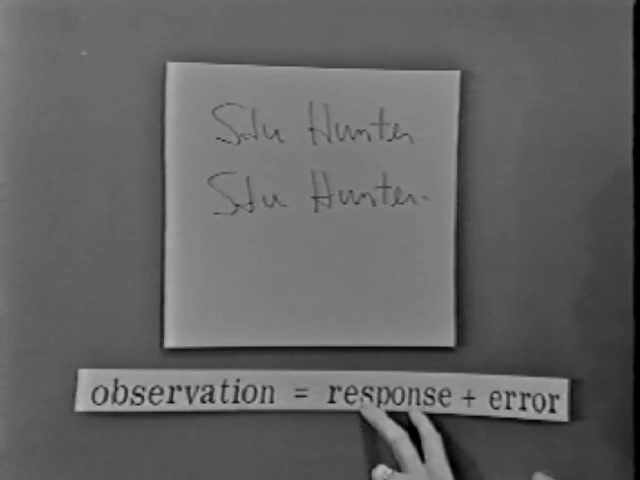 Stu Hunter
Stu Hunter
observation = response + error